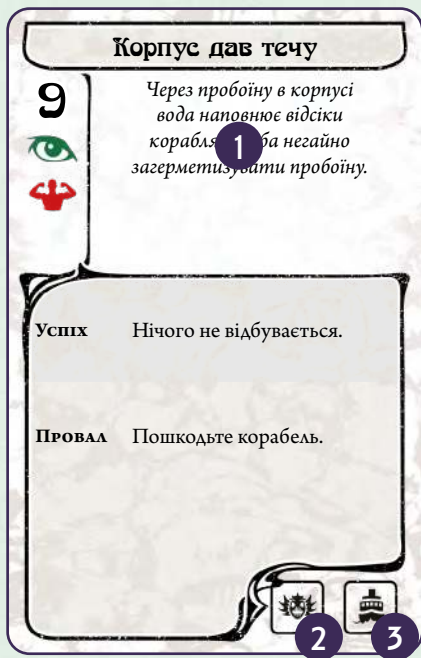 Корпус дав течу
9
Через пробоїну в корпусі
вода наповнює відсіки
негайно
загерметизувати пробоїну.
1
Успіх Нічого не відбувається.
Провал Пошкодьте корабель.
2 3